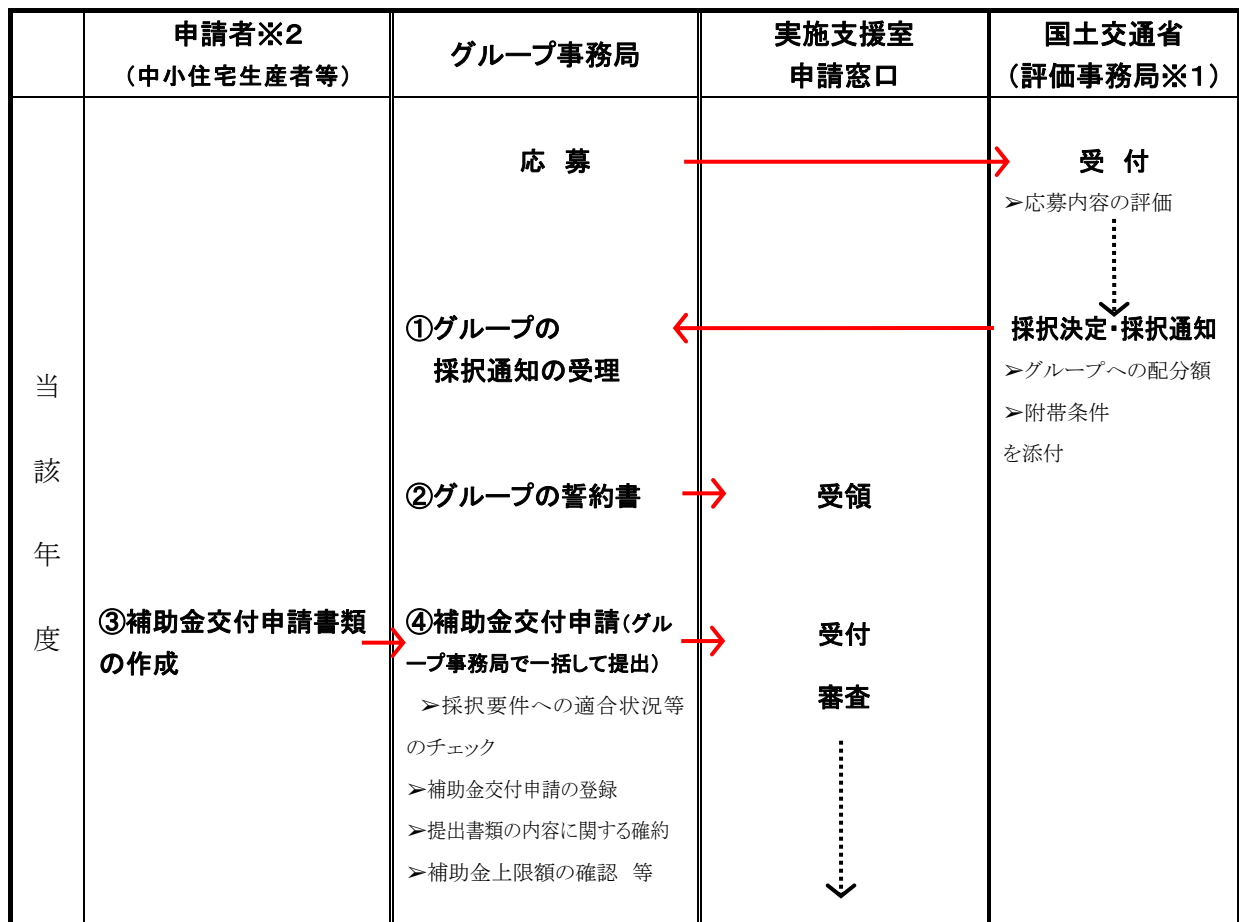 申請者※2
(中小住宅生産者等)
グループ事務局
実施支援室
申請窓口
国土交通省
(評価事務局※1)
当該年度
応 募
受 付
➢応募内容の評価
①グループの
採択通知の受理
採択決定・採択通知
➢グループへの配分額
➢附帯条件
を添付
②グループの誓約書
受領
③補助金交付申請書類
の作成
④補助金交付申請(グル
ープ事務局で一括して提出)
➢採択要件への適合状況等
のチェック
➢補助金交付申請の登録
➢提出書類の内容に関する確約
➢補助金上限額の確認 等
受付
審査